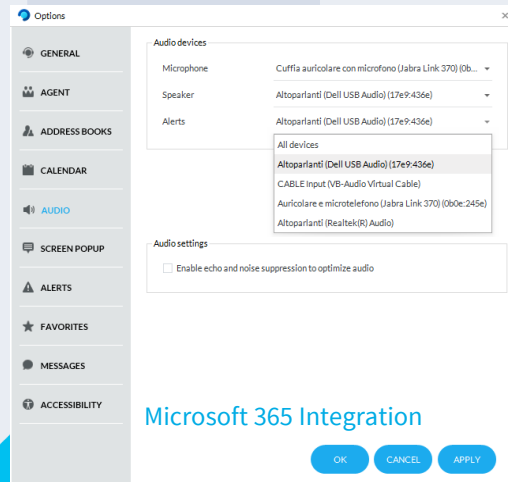 Options
GENERAL
AGENT
ADDRESS BOOKS
CALENDAR
AUDIO
SCREEN POPUP
ALERTS
FAVORITES
MESSAGES
ACCESSIBILITY
Audio devices
Microphone Cuffia auricolare con microfono (Jabra Link 370) (0b...
Speaker Altoparlanti (Dell USB Audio) (17e9:436e)
Alerts Altoparlanti (Dell USB Audio) (17e9:436e)
All devices
Altoparlanti (Dell USB Audio) (17e9:436e)
CABLE Input (VB-Audio Virtual Cable)
Auricolare e microtelefono (Jabra Link 370) (0b0e:245e)
Altoparlanti (Realtek(R) Audio)
Audio settings
Enable echo and noise suppression to optimize audio
Microsoft 365 Integration
OK CANCEL APPLY